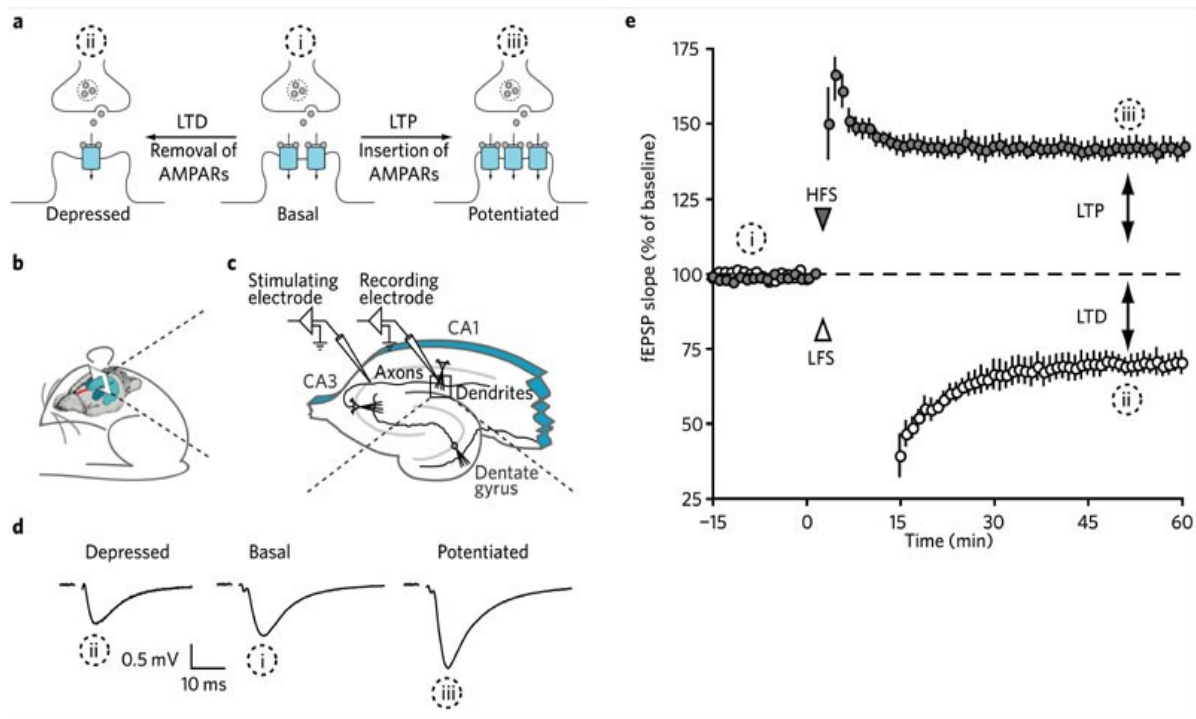 a
ii
i
iii
LTD
Removal of
AMPARs
LTP
Insertion of
AMPARs
Depressed
Basal
Potentiated
b
c
Stimulating
electrode
Recording
electrode
CA1
CA3
Axons
Dendrites
Dentate
gyrus
d
Depressed
Basal
Potentiated
ii
0.5 mV
10 ms
i
iii
e
fEPSP slope (% of baseline)
175
150
125
100
75
50
25
iii
HFS
LTP
i
LTD
LFS
ii
−15
0
15
30
45
60
Time (min)